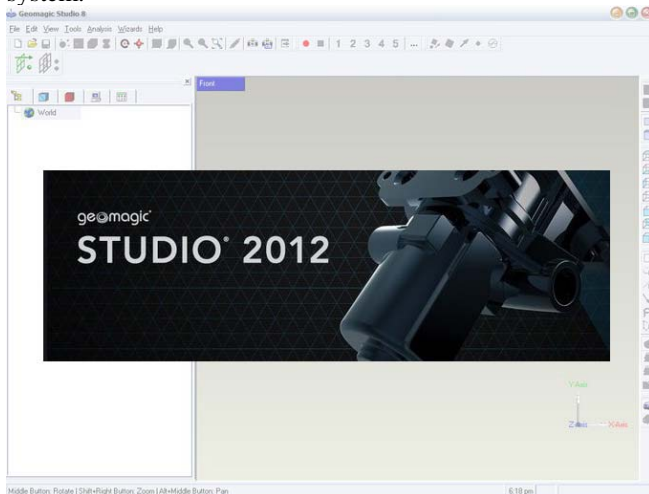 system.
Geomagic Studio 8
File Edit View Tools Analysis Wizards Help
1 2 3 4 5 ...
Front
World
geomagic®
STUDIO® 2012
Y-Axis
Z-Axis X-Axis
Middle Button: Rotate | Shift+Right Button: Zoom | Alt+Middle Button: Pan
6:18 pm